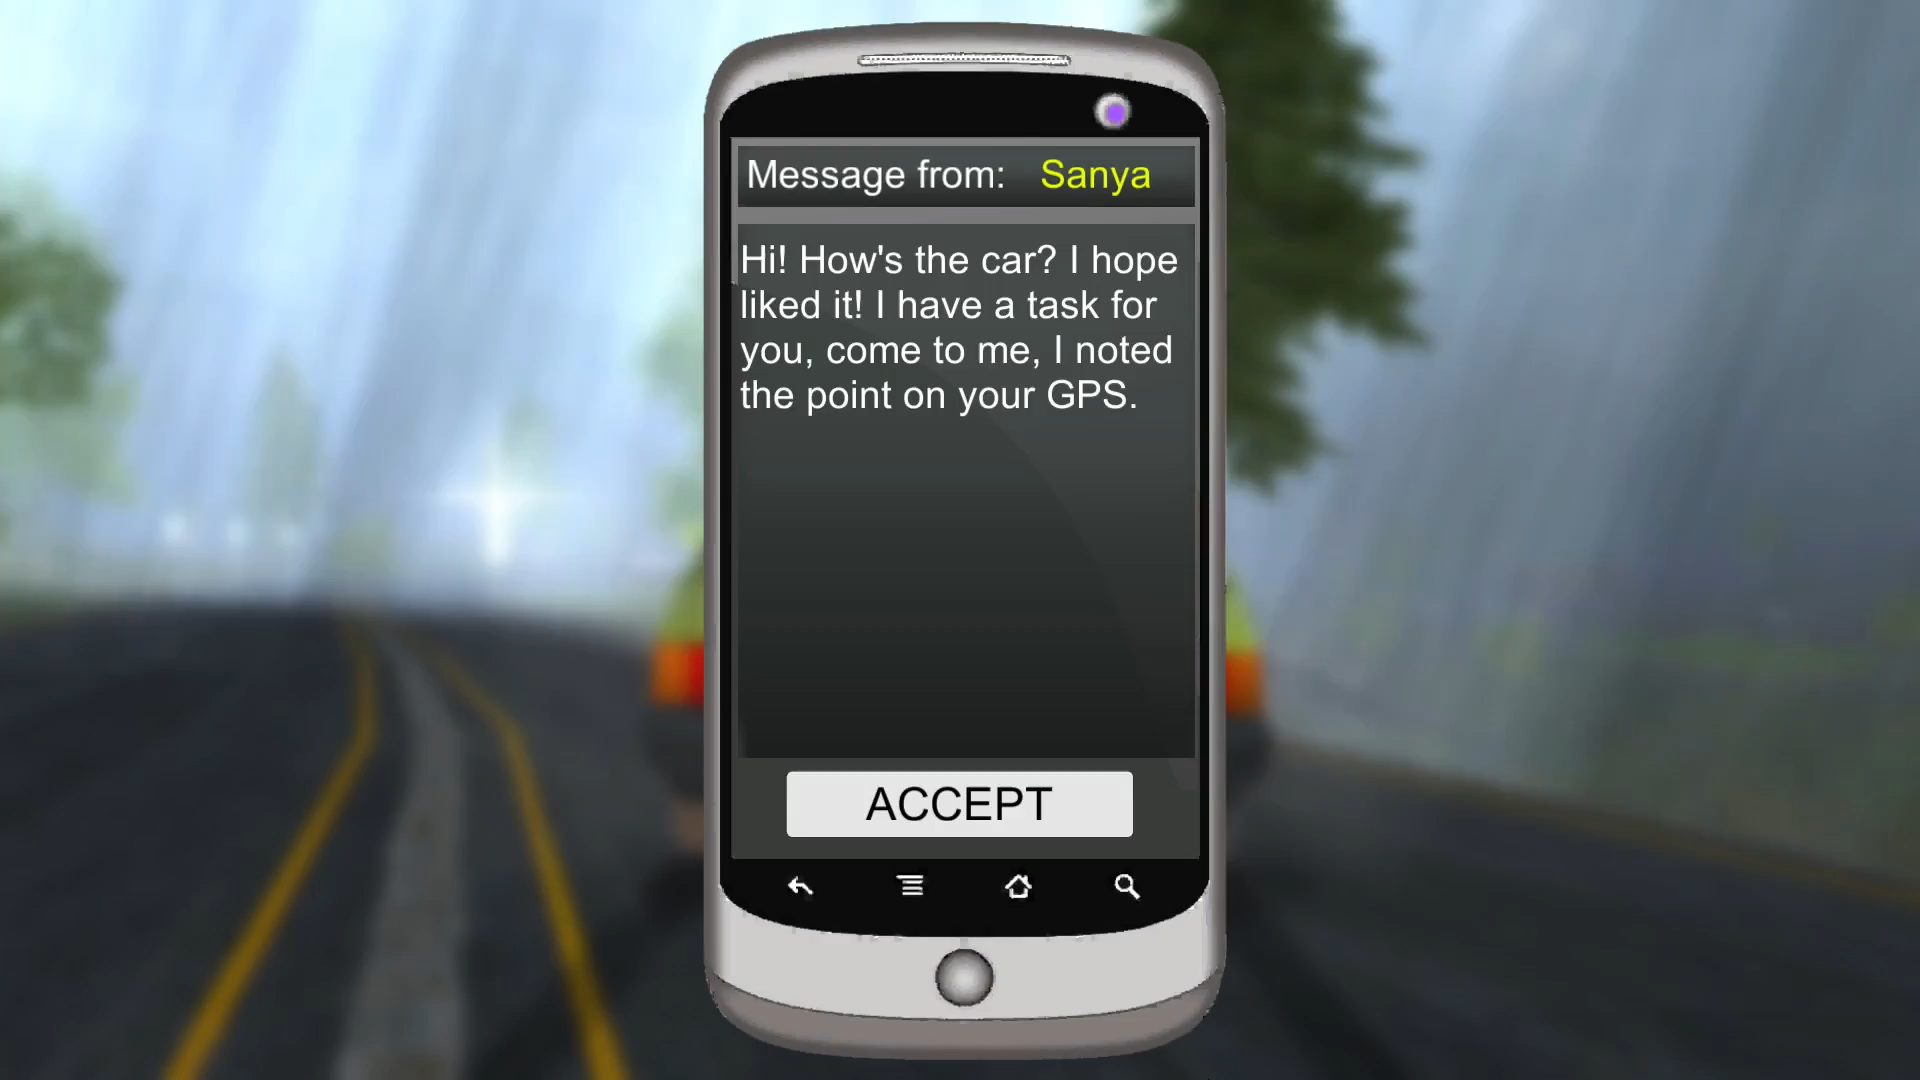 Message from: Sanya
Hi! How's the car? I hope
liked it! I have a task for
you, come to me, I noted
the point on your GPS.
ACCEPT